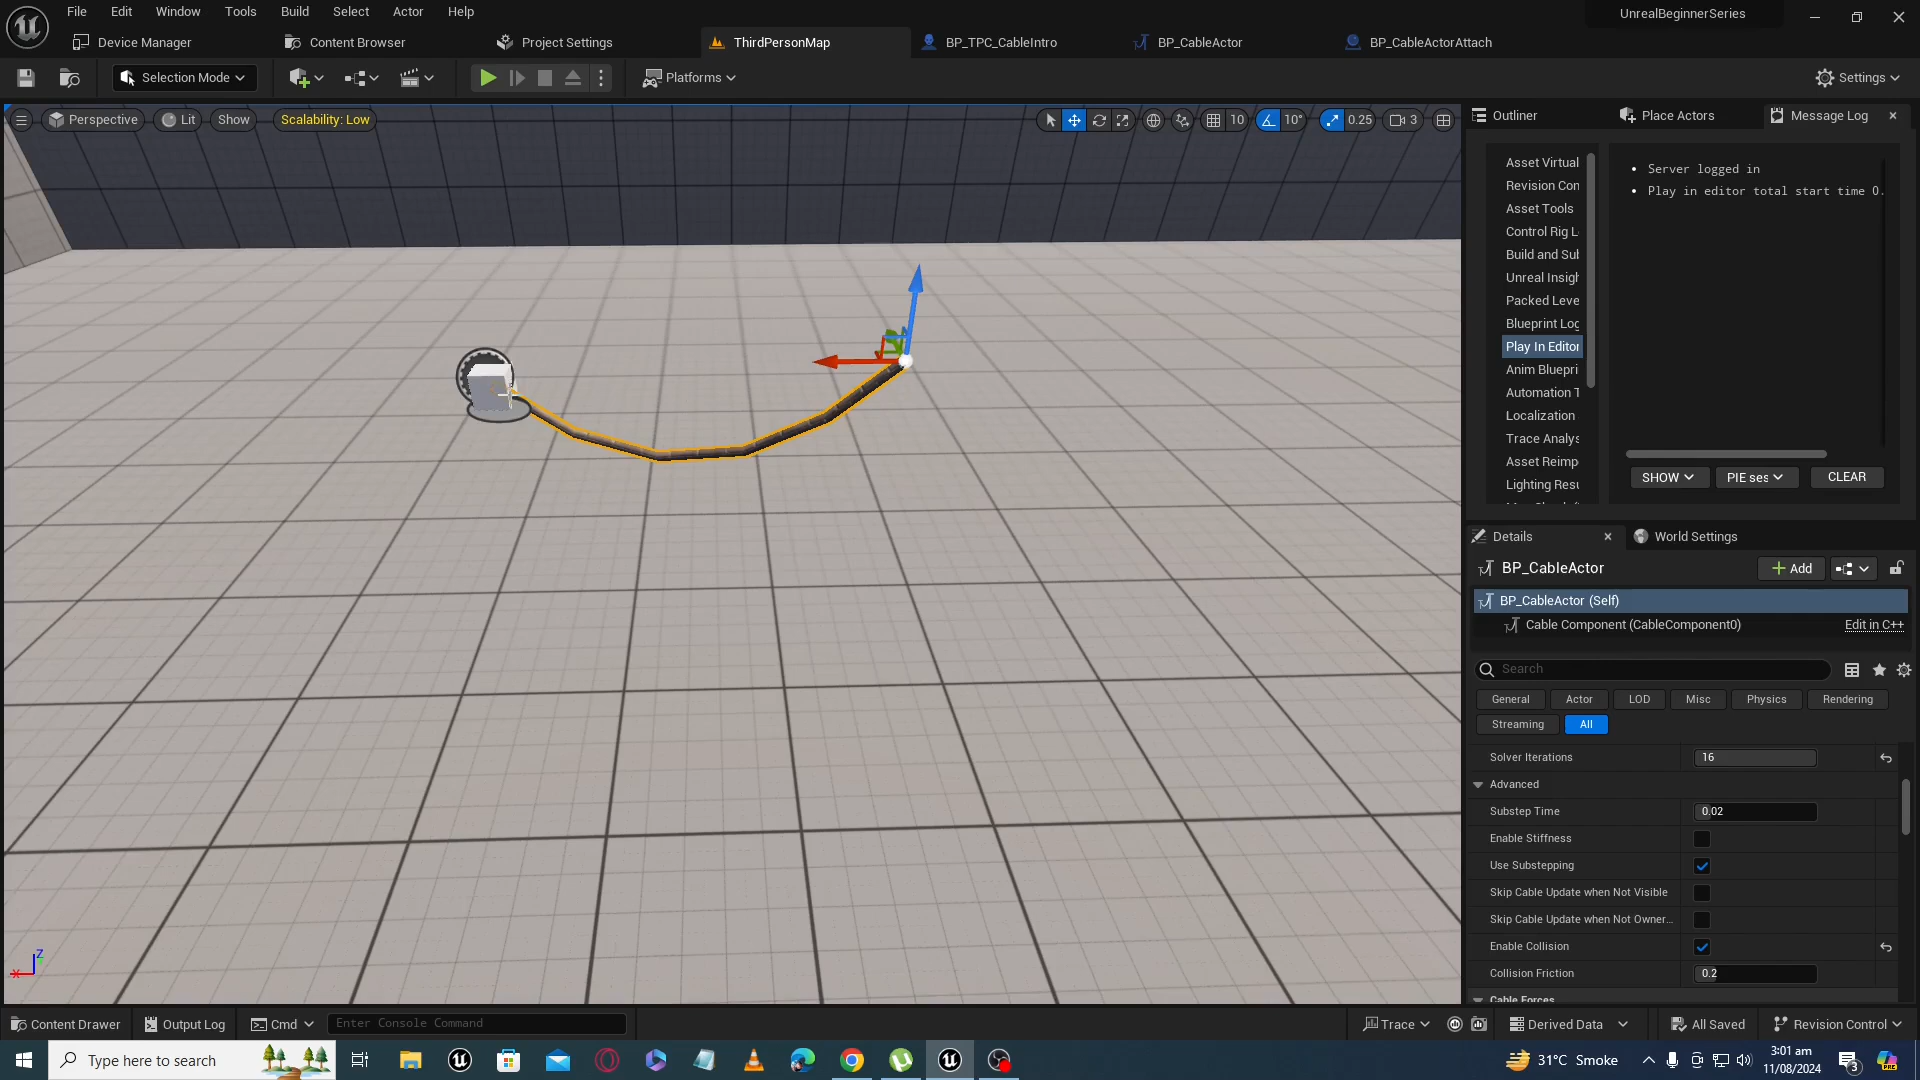 File Edit Window Tools Build Select Actor Help
UnrealBeginnerSeries
Device Manager Content Browser Project Settings ThirdPersonMap BP_TPC_CableIntro BP_CableActor BP_CableActorAttach
Selection Mode Platforms Settings
Perspective Lit Show Scalability: Low 10 10° 0.25 3
Outliner Place Actors Message Log
Asset Virtual
Revision Con
Asset Tools
Control Rig L
Build and Sub
Unreal Insigh
Packed Leve
Blueprint Log
Play In Editor
Anim Bluepri
Automation T
Localization
Trace Analys
Asset Reimp
Lighting Resu
Server logged in
Play in editor total start time 0.
SHOW PIE ses CLEAR
Details World Settings
BP_CableActor Add
BP_CableActor (Self)
Cable Component (CableComponent0) Edit in C++
Search
General Actor LOD Misc Physics Rendering
Streaming All
Solver Iterations 16
Advanced
Substep Time 0.02
Enable Stiffness
Use Substepping
Skip Cable Update when Not Visible
Skip Cable Update when Not Owner...
Enable Collision
Collision Friction 0.2
Cable Forces
Z
X
Content Drawer Output Log Cmd Enter Console Command Trace Derived Data All Saved Revision Control
Type here to search 31°C Smoke 3:01 am
11/08/2024 3